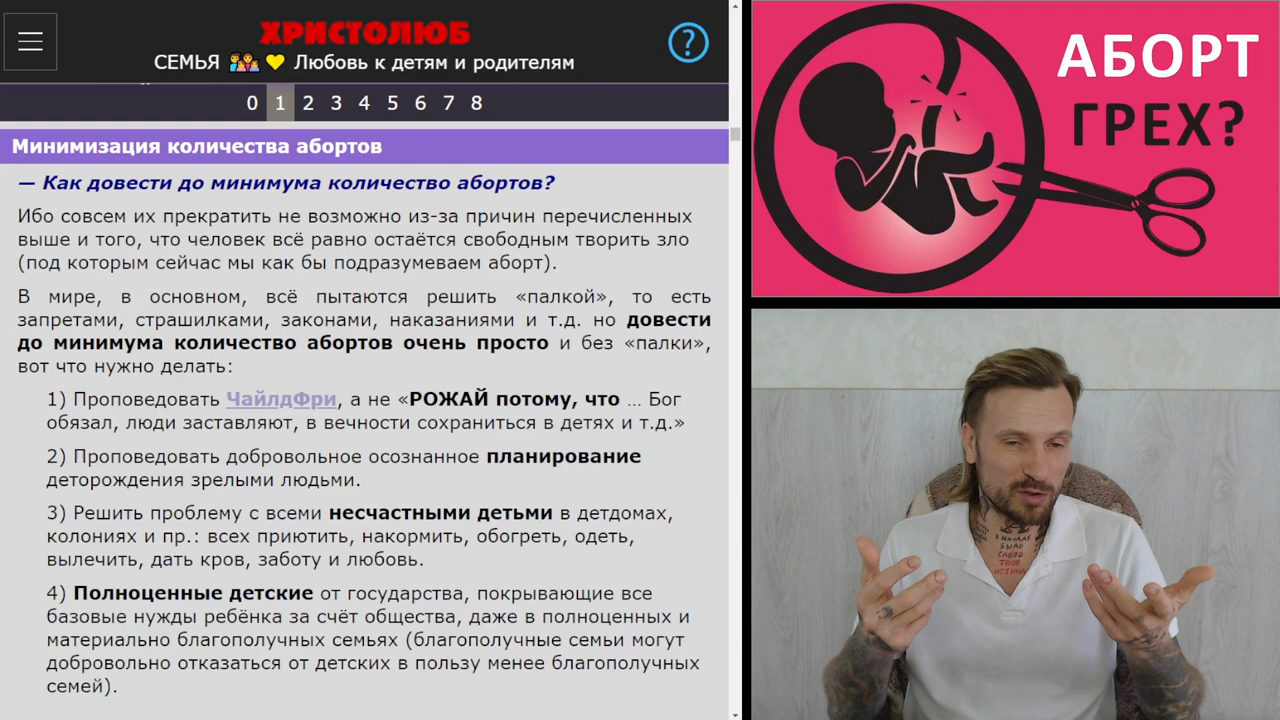 ХРИСТОЛЮБ
СЕМЬЯ 👨‍👩‍👧 💛 Любовь к детям и родителям
?
0 1 2 3 4 5 6 7 8
Минимизация количества абортов
— Как довести до минимума количество абортов?
Ибо совсем их прекратить не возможно из-за причин перечисленных
выше и того, что человек всё равно остаётся свободным творить зло
(под которым сейчас мы как бы подразумеваем аборт).
В мире, в основном, всё пытаются решить «палкой», то есть
запретами, страшилками, законами, наказаниями и т.д. но довести
до минимума количество абортов очень просто и без «палки»,
вот что нужно делать:
1) Проповедовать ЧайлдФри, а не «РОЖАЙ потому, что ... Бог
обязал, люди заставляют, в вечности сохраниться в детях и т.д.»
2) Проповедовать добровольное осознанное планирование
деторождения зрелыми людьми.
3) Решить проблему с всеми несчастными детьми в детдомах,
колониях и пр.: всех приютить, накормить, обогреть, одеть,
вылечить, дать кров, заботу и любовь.
4) Полноценные детские от государства, покрывающие все
базовые нужды ребёнка за счёт общества, даже в полноценных и
материально благополучных семьях (благополучные семьи могут
добровольно отказаться от детских в пользу менее благополучных
семей).
АБОРТ
ГРЕХ?
В НАЧАЛЕ
БЫЛО
СЛОВО
ТВОЕ
ИСТИНА